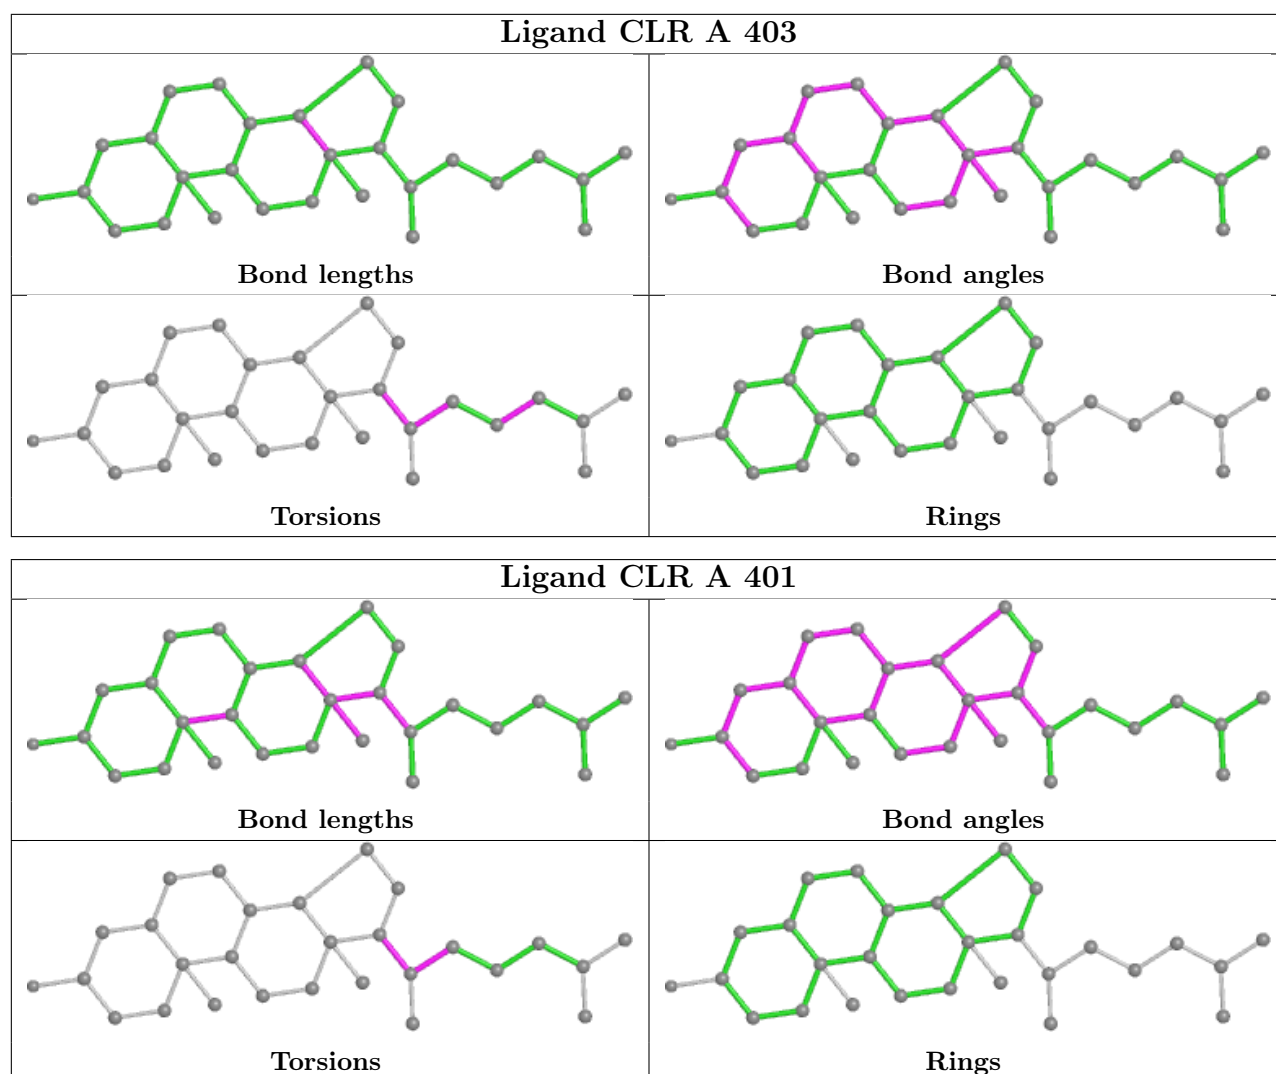 Ligand CLR A 403
Bond lengths
Bond angles
Torsions
Rings
Ligand CLR A 401
Bond lengths
Bond angles
Torsions
Rings